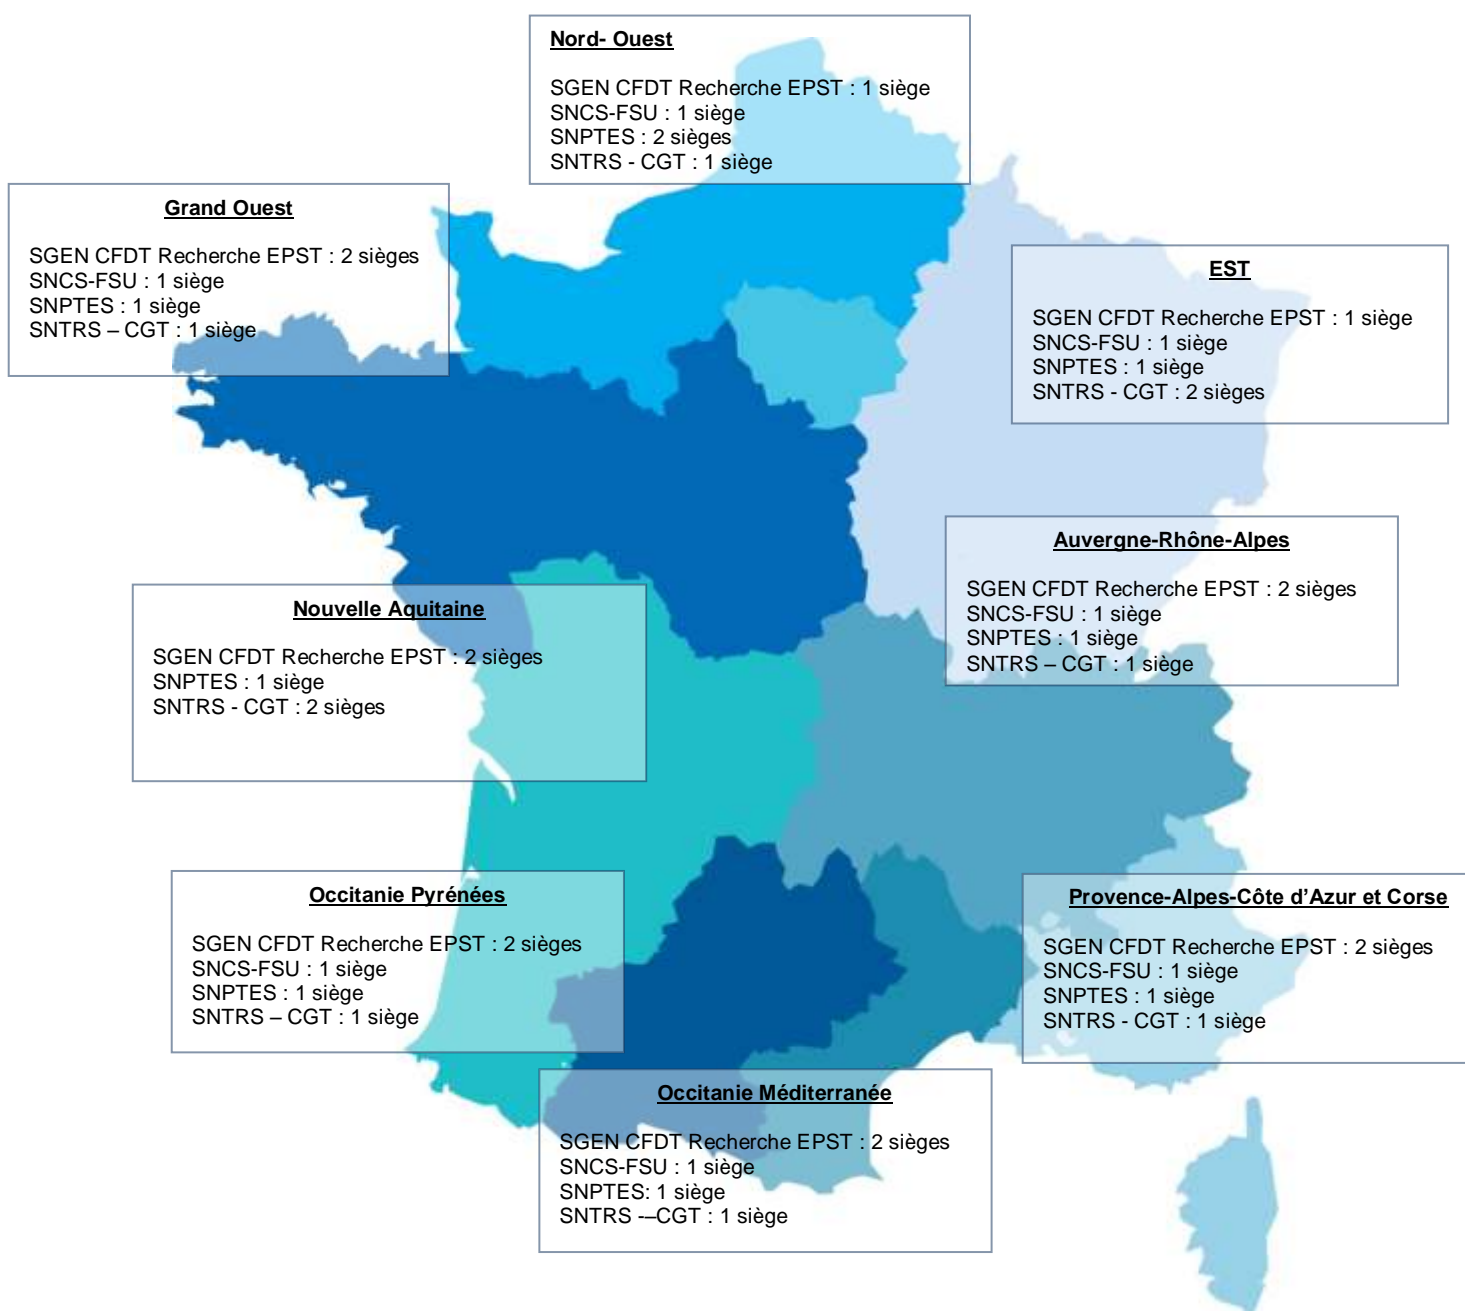 Nord- Ouest
SGEN CFDT Recherche EPST : 1 siège
SNCS-FSU : 1 siège
SNPTES : 2 sièges
SNTRS - CGT : 1 siège
Grand Ouest
SGEN CFDT Recherche EPST : 2 sièges
SNCS-FSU : 1 siège
SNPTES : 1 siège
SNTRS – CGT : 1 siège
EST
SGEN CFDT Recherche EPST : 1 siège
SNCS-FSU : 1 siège
SNPTES : 1 siège
SNTRS - CGT : 2 sièges
Auvergne-Rhône-Alpes
SGEN CFDT Recherche EPST : 2 sièges
SNCS-FSU : 1 siège
SNPTES : 1 siège
SNTRS – CGT : 1 siège
Nouvelle Aquitaine
SGEN CFDT Recherche EPST : 2 sièges
SNPTES : 1 siège
SNTRS - CGT : 2 sièges
Occitanie Pyrénées
SGEN CFDT Recherche EPST : 2 sièges
SNCS-FSU : 1 siège
SNPTES : 1 siège
SNTRS – CGT : 1 siège
Provence-Alpes-Côte d’Azur et Corse
SGEN CFDT Recherche EPST : 2 sièges
SNCS-FSU : 1 siège
SNPTES : 1 siège
SNTRS - CGT : 1 siège
Occitanie Méditerranée
SGEN CFDT Recherche EPST : 2 sièges
SNCS-FSU : 1 siège
SNPTES: 1 siège
SNTRS -–CGT : 1 siège